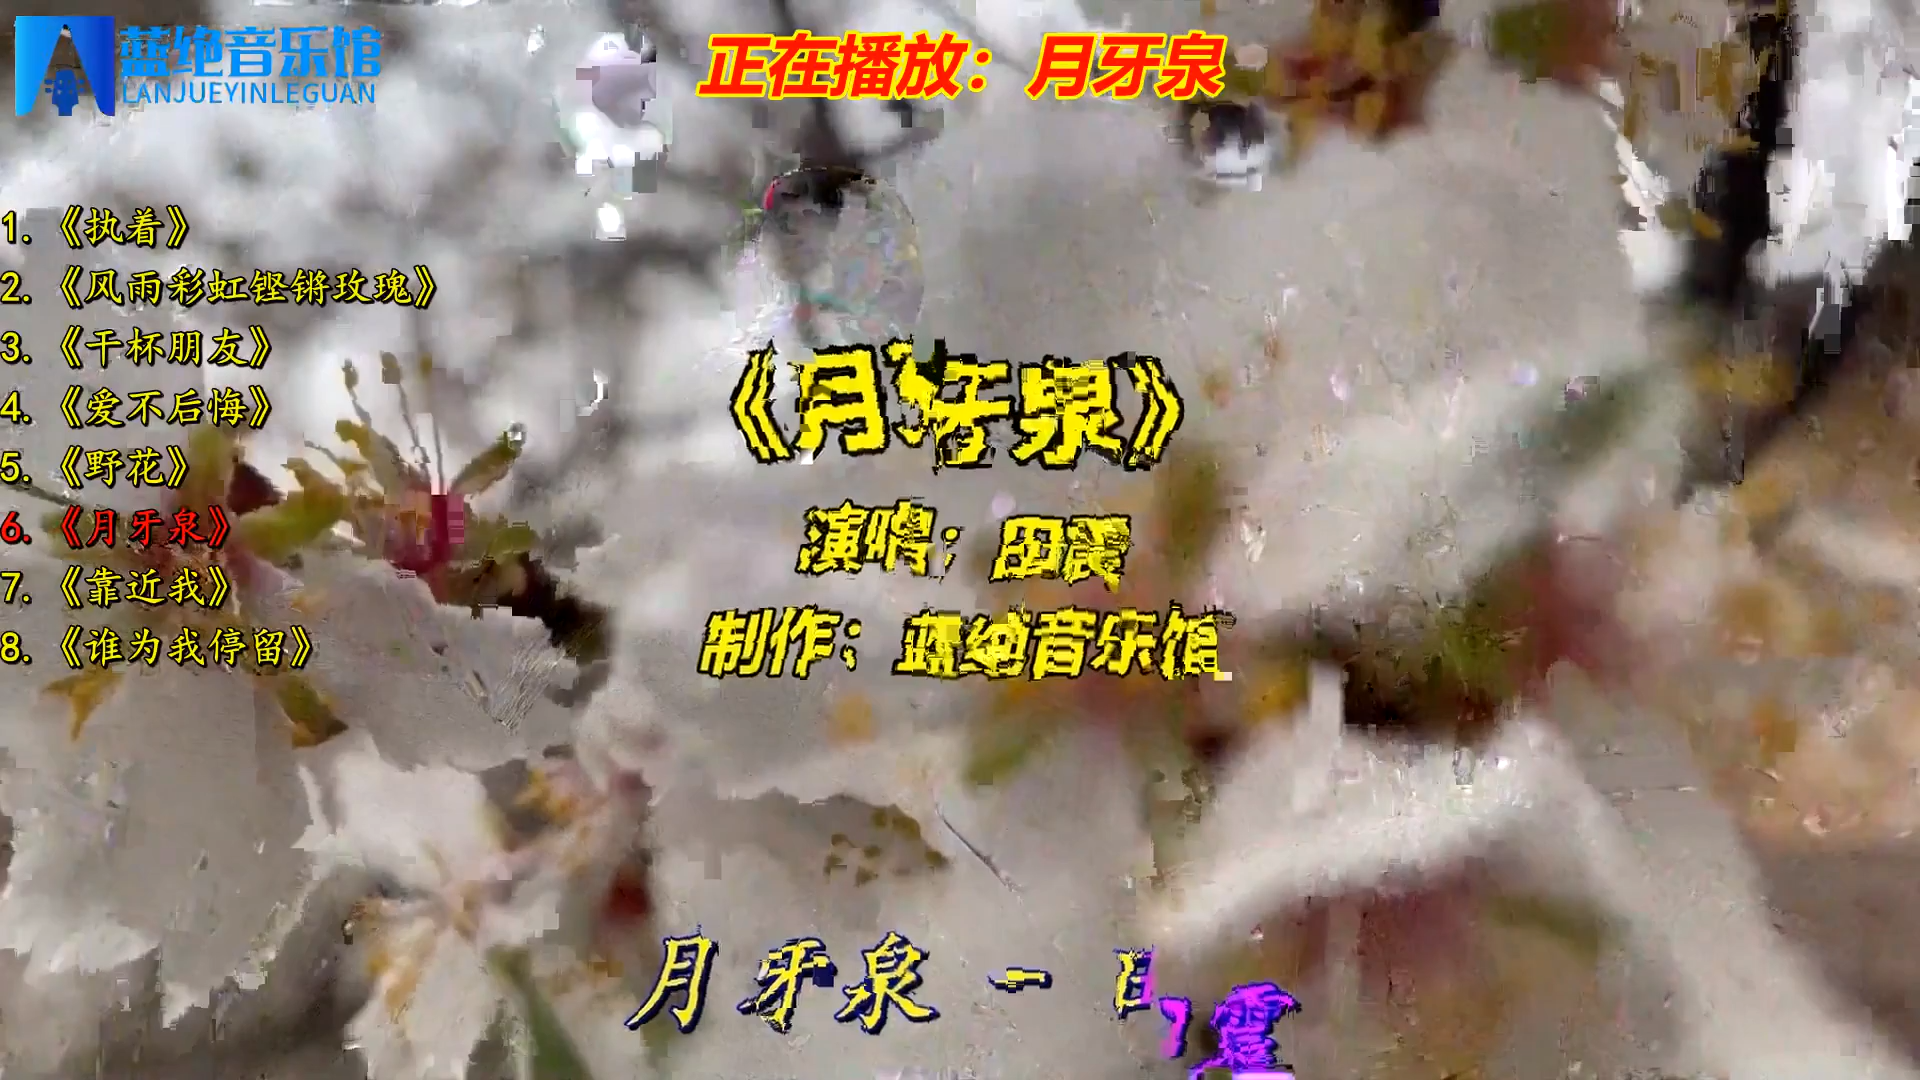 蓝绝音乐馆
LANJUEYINLEGUAN
正在播放：月牙泉
1.《执着》
2.《风雨彩虹铿锵玫瑰》
3.《干杯朋友》
4.《爱不后悔》
5.《野花》
6.《月牙泉》
7.《靠近我》
8.《谁为我停留》
《月牙泉》
演唱：田震
制作：蓝绝音乐馆
月牙泉 - 田震